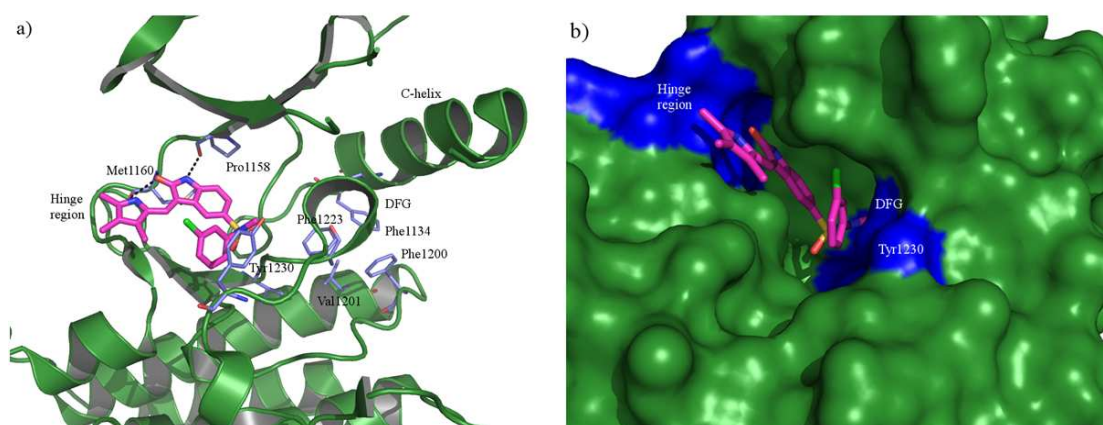 a)
C-helix
Pro1158
Met1160
Hinge
region
DFG
Phe1223
Phe1134
Phe1200
Tyr1230
Val1201
b)
Hinge
region
DFG
Tyr1230